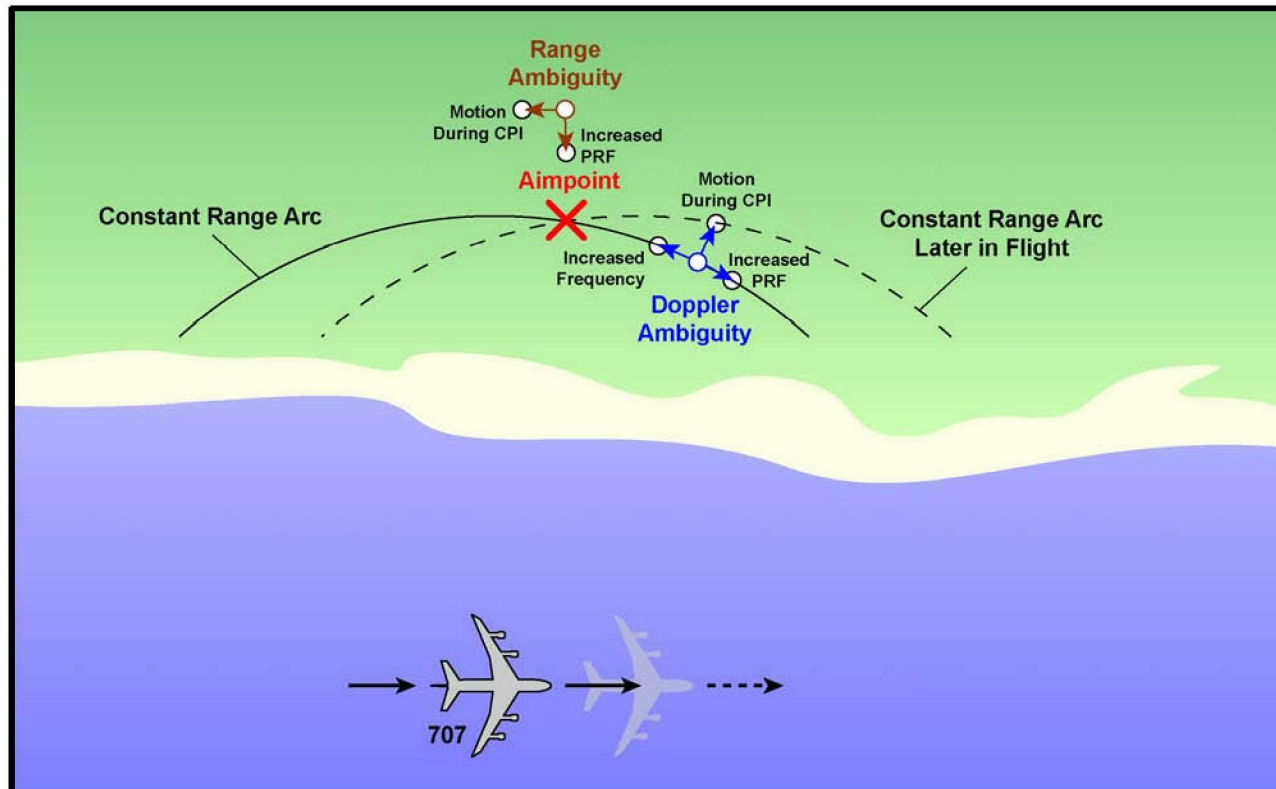 Range
Ambiguity
Motion
During CPI
Increased
PRF
Aimpoint
Motion
During CPI
Constant Range Arc
Constant Range Arc
Later in Flight
Increased
Frequency
Increased
PRF
Doppler
Ambiguity
707